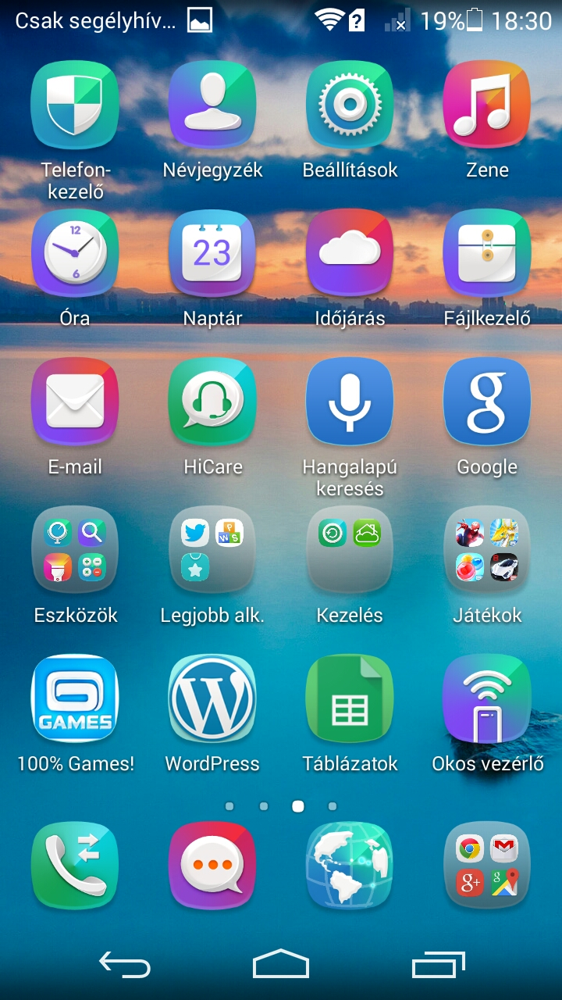 Csak segélyhív... ? 19% 18:30
Telefon-
kezelő
Névjegyzék
Beállítások
Zene
12
6
23
Óra
Naptár
Időjárás
Fájlkezelő
g
E-mail
HiCare
Hangalapú
keresés
Google
P
W S
Eszközök
Legjobb alk.
Kezelés
Játékok
G
GAMES
W
100% Games!
WordPress
Táblázatok
Okos vezérlő
g+
g